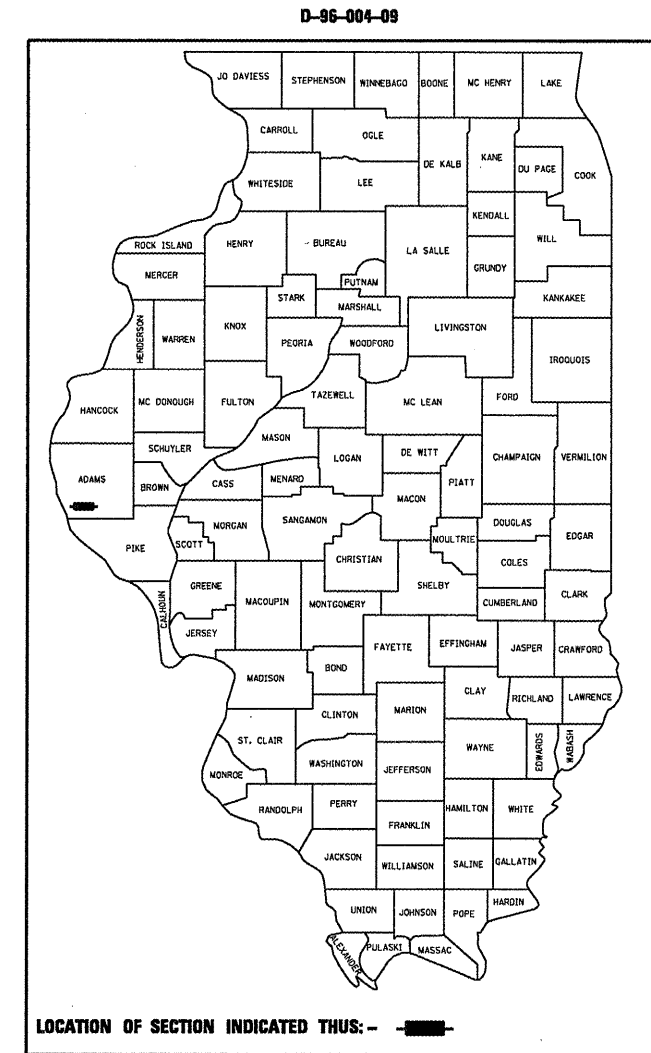 D-96-004-09
JO DAVIESS STEPHENSON WINNEBAGO BOONE MC HENRY LAKE
CARROLL OGLE DE KALB KANE DU PAGE COOK
WHITESIDE LEE KENDALL WILL
ROCK ISLAND HENRY BUREAU LA SALLE GRUNDY
MERCER PUTNAM KANKAKEE
HENDERSON WARREN KNOX STARK MARSHALL LIVINGSTON
PEORIA WOODFORD IROQUOIS
HANCOCK MC DONOUGH FULTON TAZEWELL MC LEAN FORD
MASON
SCHUYLER LOGAN DE WITT CHAMPAIGN VERMILION
ADAMS BROWN CASS MENARD MACON PIATT
PIKE SCOTT MORGAN SANGAMON MOULTRIE DOUGLAS EDGAR
CHRISTIAN COLES
CALHOUN GREENE MACOUPIN MONTGOMERY SHELBY CUMBERLAND CLARK
JERSEY FAYETTE EFFINGHAM JASPER CRAWFORD
MADISON BOND CLAY RICHLAND LAWRENCE
CLINTON MARION
ST. CLAIR WAYNE EDWARDS WABASH
MONROE WASHINGTON JEFFERSON
RANDOLPH PERRY HAMILTON WHITE
FRANKLIN
JACKSON WILLIAMSON SALINE GALLATIN
UNION JOHNSON POPE HARDIN
ALEXANDER PULASKI MASSAC
LOCATION OF SECTION INDICATED THUS: -